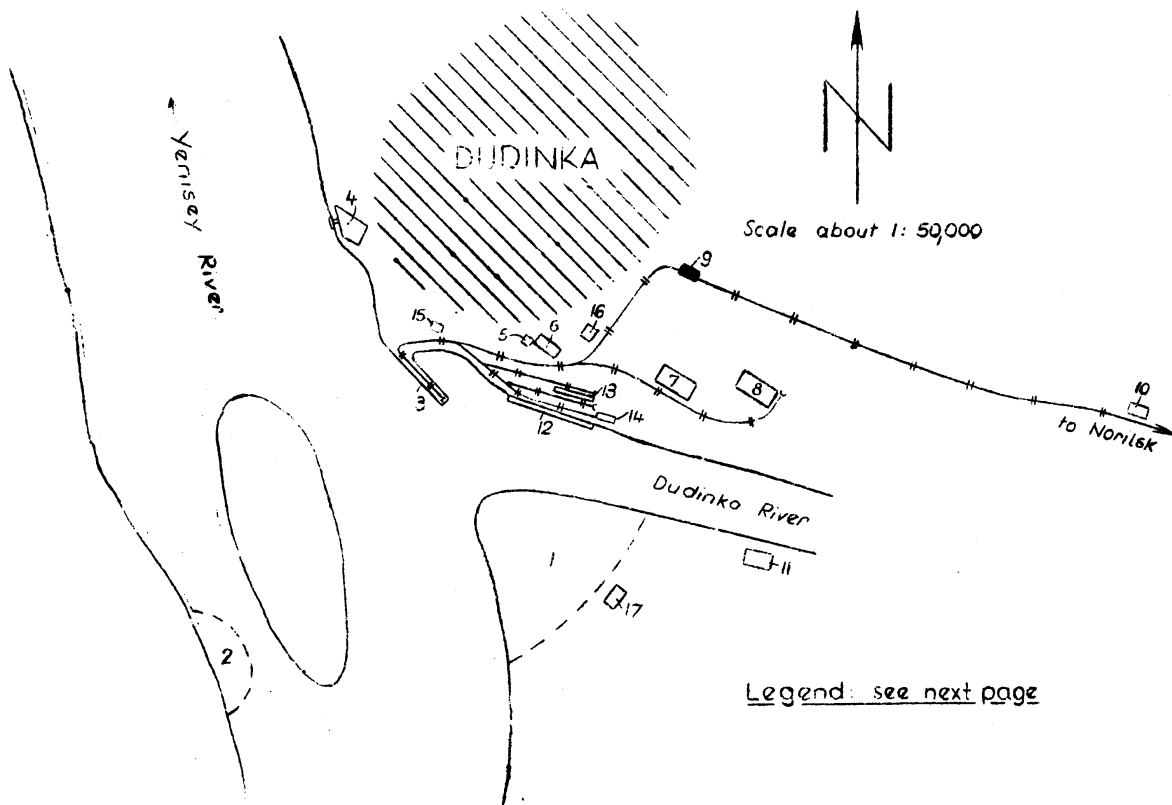 DUDINKA
Yenisey River
N
Scale about 1: 50,000
4
9
16
15
5
6
7
8
3
13
14
12
10
to Norilsk
Dudinka River
1
11
17
2
Legend: see next page